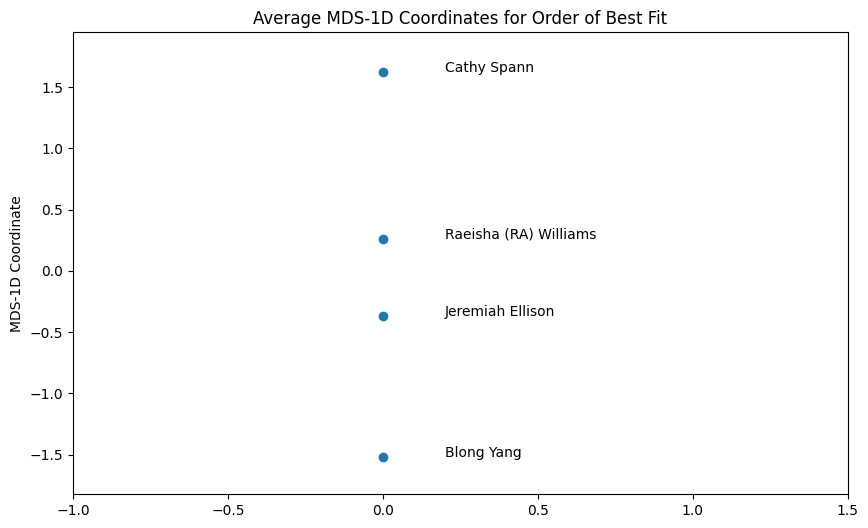 Average MDS-1D Coordinates for Order of Best Fit
MDS-1D Coordinate
1.5
1.0
0.5
0.0
−0.5
−1.0
−1.5
Cathy Spann
Raeisha (RA) Williams
Jeremiah Ellison
Blong Yang
−1.0 −0.5 0.0 0.5 1.0 1.5